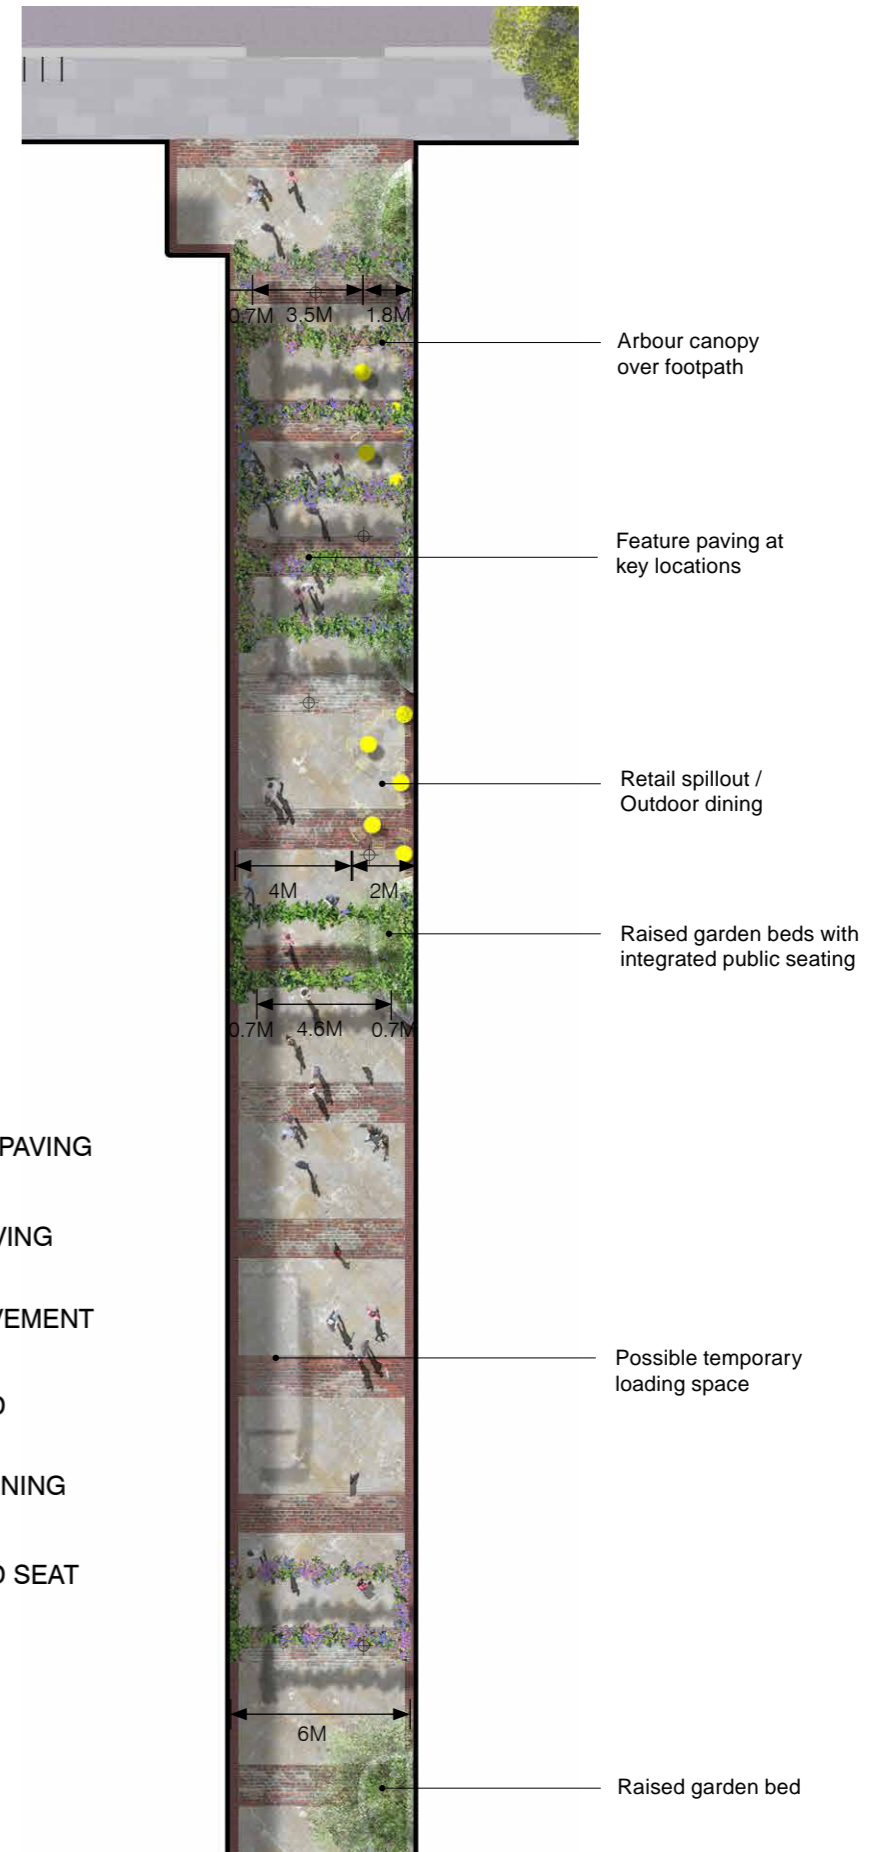 0.7M 3.5M 1.8M
Arbour canopy
over footpath
Feature paving at
key locations
Retail spillout /
Outdoor dining
4M 2M
Raised garden beds with
integrated public seating
0.7M 4.6M 0.7M
PAVING
VING
VEMENT
D
NING
D SEAT
Possible temporary
loading space
6M
Raised garden bed